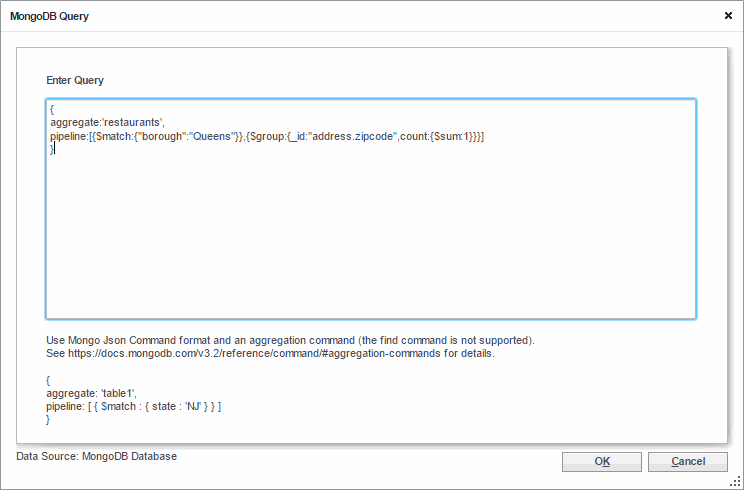 MongoDB Query
Enter Query
{
aggregate:'restaurants',
pipeline:[{$match:{"borough":"Queens"}},{$group:{_id:"address.zipcode",count:{$sum:1}}}]
}
Use Mongo Json Command format and an aggregation command (the find command is not supported).
See https://docs.mongodb.com/v3.2/reference/command/#aggregation-commands for details.
{
aggregate: 'table1',
pipeline: [ { $match : { state : 'NJ' } } ]
}
Data Source: MongoDB Database
OK
Cancel